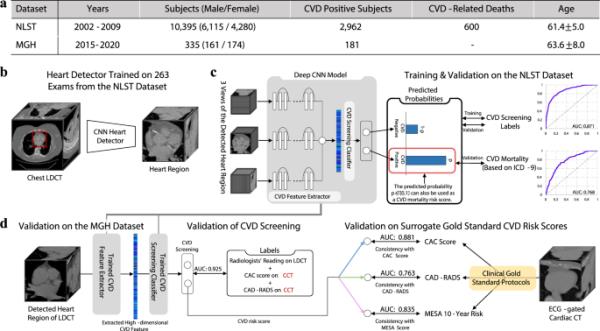 a
Dataset Years Subjects (Male/Female) CVD Positive Subjects CVD -Related Deaths Age
NLST 2002 - 2009 10,395 (6,115 / 4,280) 2,962 600 61.4±5.0
MGH 2015-2020 335 (161 / 174) 181 - 63.6±8.0
b
Heart Detector Trained on 263
Exams from the NLST Dataset
CNN Heart
Detector
Chest LDCT
Heart Region
c
3 Views of the Detected Heart Region
Deep CNN Model
CVD Screening Classifier
CVD Feature Extractor
Training & Validation on the NLST Dataset
Predicted
Probabilities
CVD
Negative
1-p
CVD
Positive
p
The predicted probability
p ∈[0,1] can also be used as
a CVD mortality risk score.
Training
Validation
CVD Screening
Labels
Validation
CVD Mortality
(Based on ICD -9)
AUC: 0.871
AUC: 0.768
d
Validation on the MGH Dataset
Detected Heart
Region of LDCT
Trained CVD
Feature Extractor
Trained CVD
Screening Classifier
Extracted High - dimensional
CVD Feature
Validation of CVD Screening
CVD
Screening
AUC: 0.925
Labels
Radiologists' Reading on LDCT
+
CAC score on CCT
+
CAD -RADS on CCT
CVD risk score
Validation on Surrogate Gold Standard CVD Risk Scores
AUC: 0.881
Consistency with
CAC Score
CAC Score
AUC: 0.763
Consistency with
CAD - RADS
CAD - RADS
AUC: 0.835
Consistency with
MESA Score
MESA 10 - Year Risk
Clinical Gold
Standard Protocols
ECG -gated
Cardiac CT